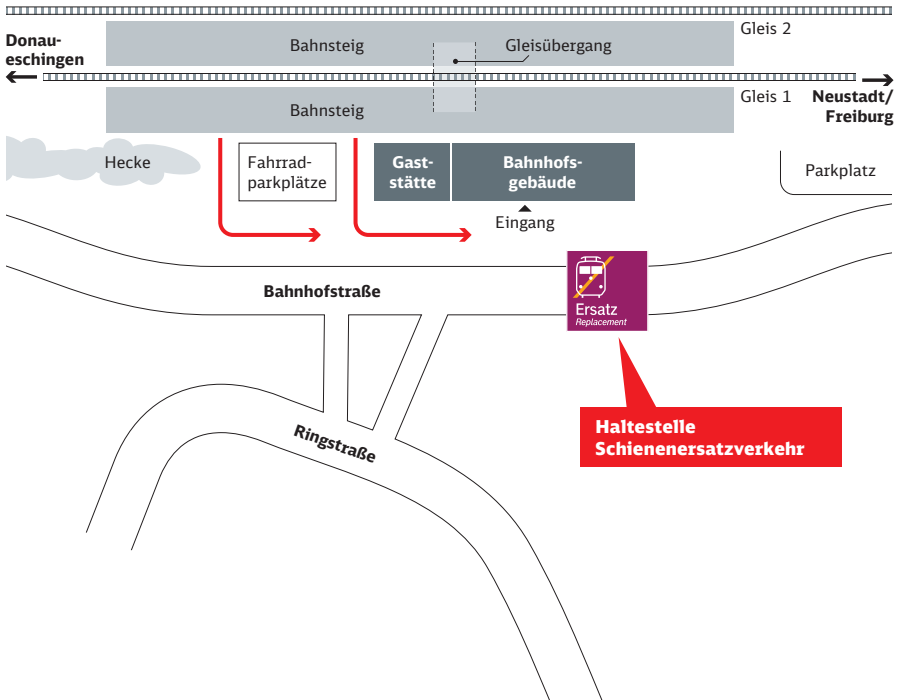 Gleis 2
Donau-
eschingen
Bahnsteig
Gleisübergang
Gleis 1
Neustadt/
Freiburg
Bahnsteig
Hecke
Fahrrad-
parkplätze
Gast-
stätte
Bahnhofs-
gebäude
Parkplatz
Eingang
Bahnhofstraße
Ersatz
Replacement
Ringstraße
Haltestelle
Schienenersatzverkehr